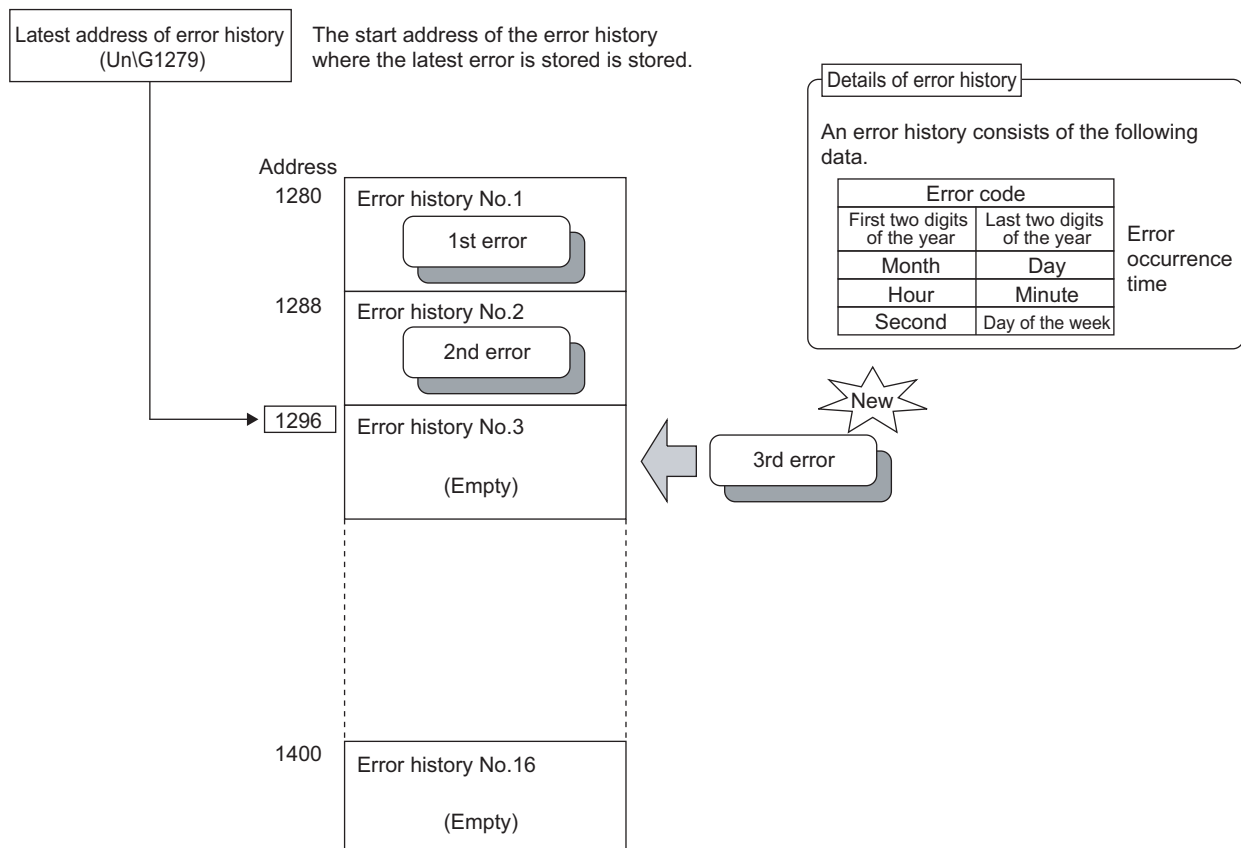 Latest address of error history
(Un\G1279)
The start address of the error history
where the latest error is stored is stored.
Details of error history
An error history consists of the following
data.
Error code
First two digits
of the year
Last two digits
of the year
Month
Day
Hour
Minute
Second
Day of the week
Error
occurrence
time
Address
1280
Error history No.1
1st error
1288
Error history No.2
2nd error
1296
Error history No.3
(Empty)
New
3rd error
1400
Error history No.16
(Empty)